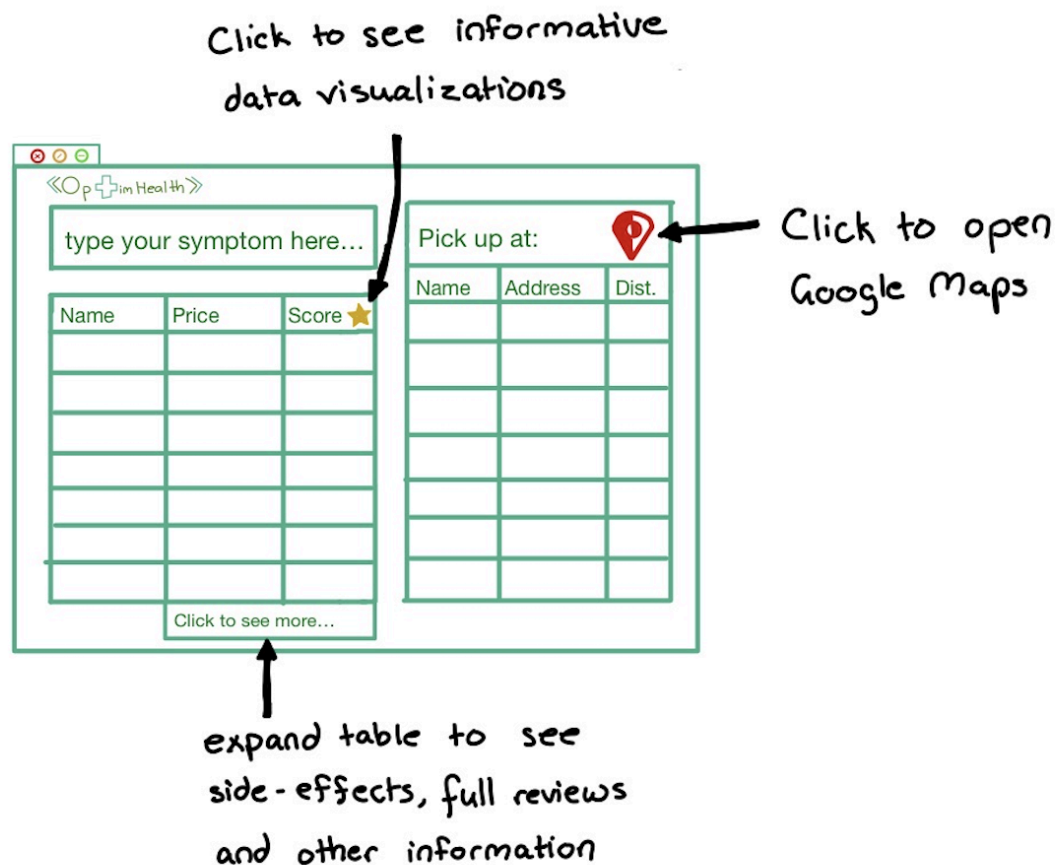 Click to see informative
data visualizations
≪Op+imHealth≫
type your symptom here...
Name Price Score
Click to see more...
Pick up at:
Name Address Dist.
Click to open
Google Maps
expand table to see
side-effects, full reviews
and other information